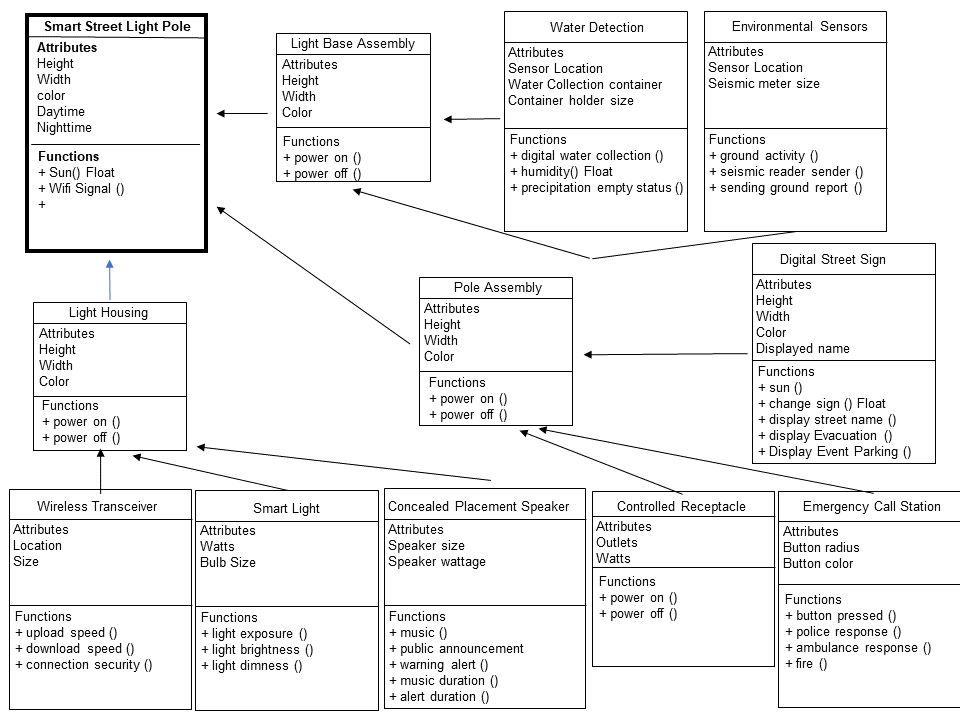 Smart Street Light Pole
Attributes
Height
Width
color
Daytime
Nighttime
Functions
+ Sun() Float
+ Wifi Signal ()
+
Light Base Assembly
Attributes
Height
Width
Color
Functions
+ power on ()
+ power off ()
Water Detection
Attributes
Sensor Location
Water Collection container
Container holder size
Functions
+ digital water collection ()
+ humidity() Float
+ precipitation empty status ()
Environmental Sensors
Attributes
Sensor Location
Seismic meter size
Functions
+ ground activity ()
+ seismic reader sender ()
+ sending ground report ()
Light Housing
Attributes
Height
Width
Color
Functions
+ power on ()
+ power off ()
Pole Assembly
Attributes
Height
Width
Color
Functions
+ power on ()
+ power off ()
Digital Street Sign
Attributes
Height
Width
Color
Displayed name
Functions
+ sun ()
+ change sign () Float
+ display street name ()
+ display Evacuation ()
+ Display Event Parking ()
Wireless Transceiver
Attributes
Location
Size
Functions
+ upload speed ()
+ download speed ()
+ connection security ()
Smart Light
Attributes
Watts
Bulb Size
Functions
+ light exposure ()
+ light brightness ()
+ light dimness ()
Concealed Placement Speaker
Attributes
Speaker size
Speaker wattage
Functions
+ music ()
+ public announcement
+ warning alert ()
+ music duration ()
+ alert duration ()
Controlled Receptacle
Attributes
Outlets
Watts
Functions
+ power on ()
+ power off ()
Emergency Call Station
Attributes
Button radius
Button color
Functions
+ button pressed ()
+ police response ()
+ ambulance response ()
+ fire ()